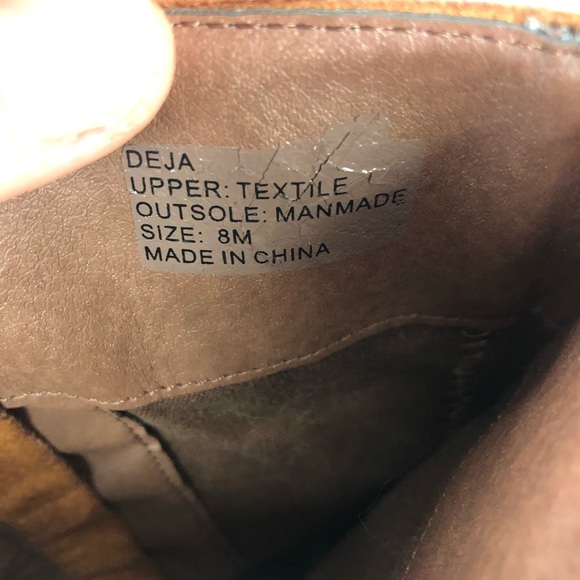 DEJA
UPPER: TEXTILE
OUTSOLE: MANMADE
SIZE: 8M
MADE IN CHINA